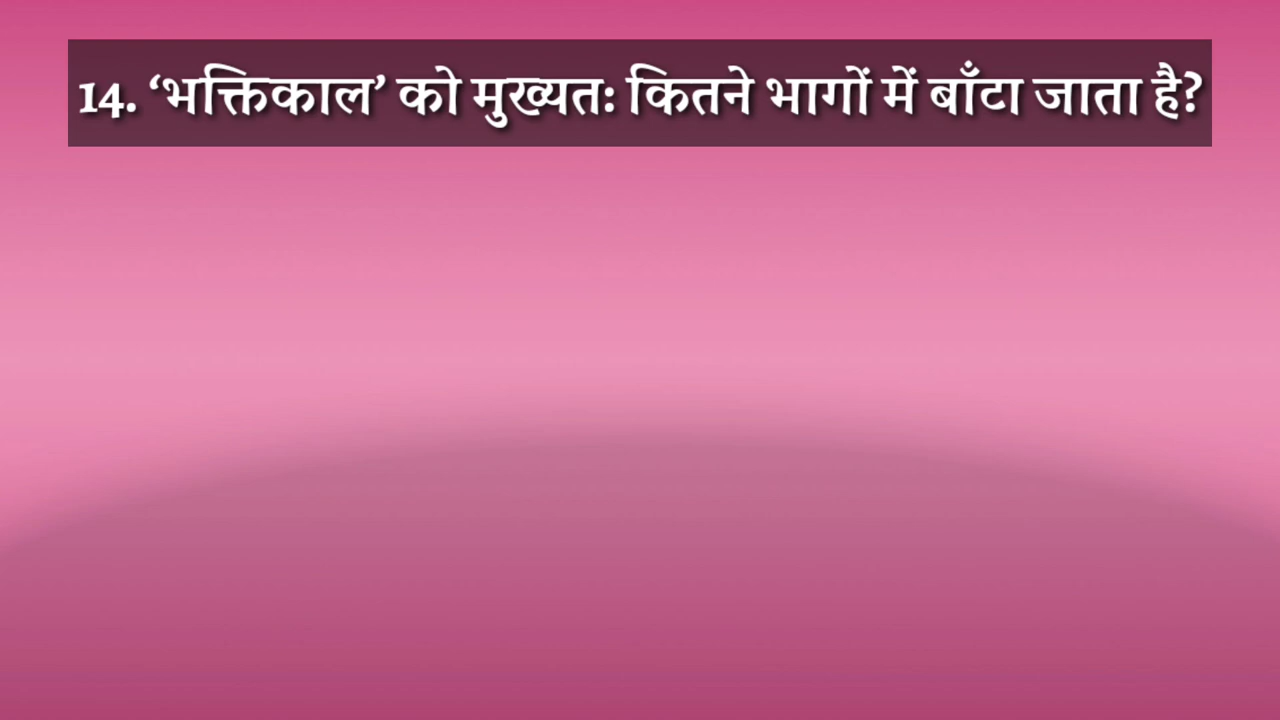 14. ‘भक्तिकाल’ को मुख्यतः कितने भागों में बाँटा जाता है?